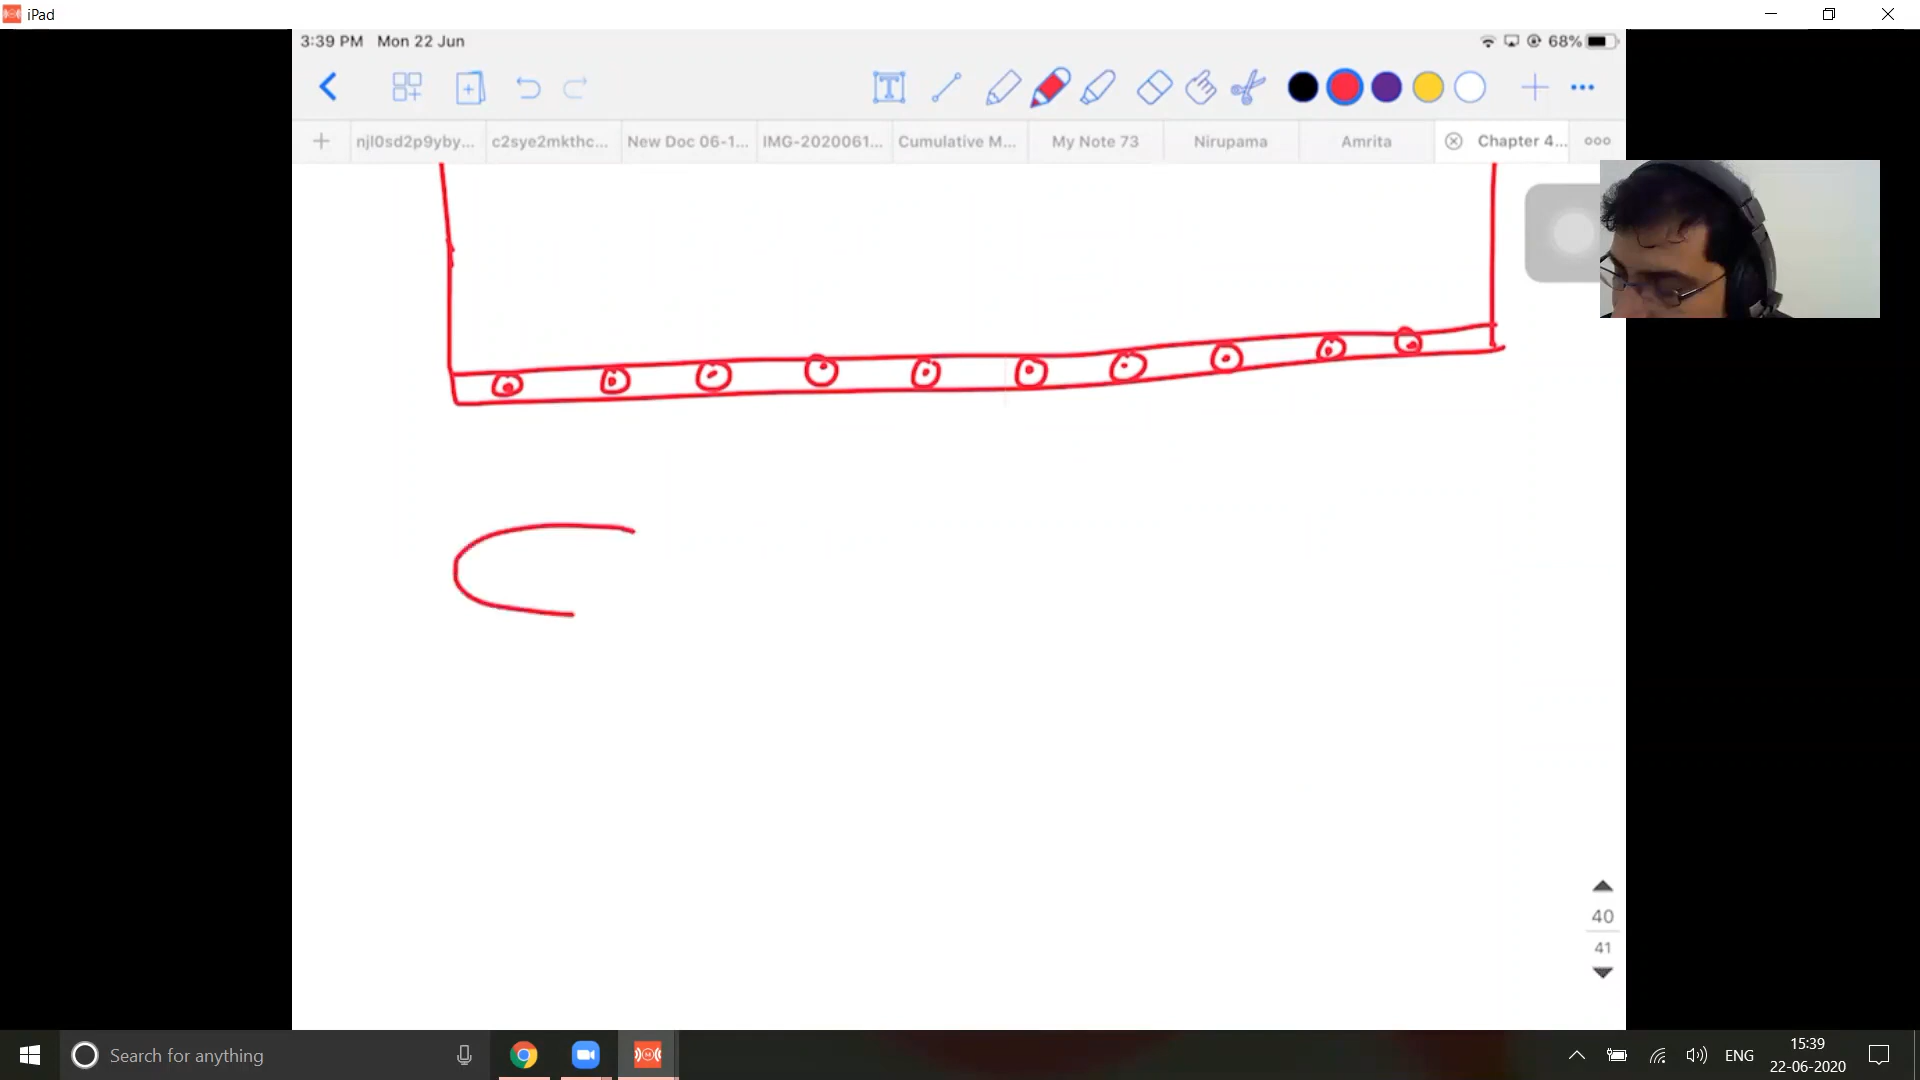 iPad
3:39 PM Mon 22 Jun 68%
njl0sd2p9yby... c2sye2mkthc... New Doc 06-1... IMG-2020061... Cumulative M... My Note 73 Nirupama Amrita Chapter 4...
40
41
Search for anything
ENG
15:39
22-06-2020